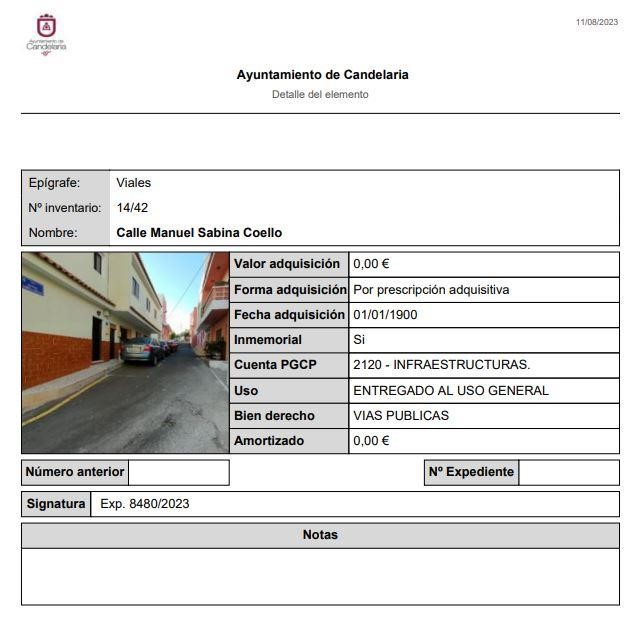 11/08/2023
Ayuntamiento de
Candelaria
Ayuntamiento de Candelaria
Detalle del elemento
Epígrafe: Viales
Nº inventario: 14/42
Nombre: Calle Manuel Sabina Coello
Valor adquisición 0,00 €
Forma adquisición Por prescripción adquisitiva
Fecha adquisición 01/01/1900
Inmemorial Si
Cuenta PGCP 2120 - INFRAESTRUCTURAS.
Uso ENTREGADO AL USO GENERAL
Bien derecho VIAS PUBLICAS
Amortizado 0,00 €
Número anterior
Nº Expediente
Signatura Exp. 8480/2023
Notas